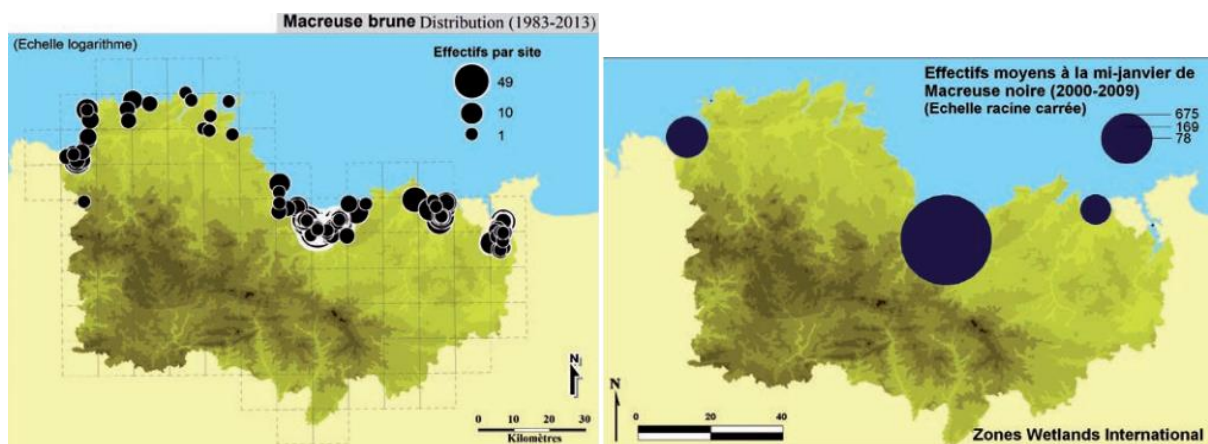 Macreuse brune Distribution (1983-2013)
(Echelle logarithme)
Effectifs par site
49
10
1
N
0 10 20 30
Kilomètres
Effectifs moyens à la mi-janvier de
Macreuse noire (2000-2009)
(Echelle racine carrée)
675
169
78
N
0 20 40
Zones Wetlands International